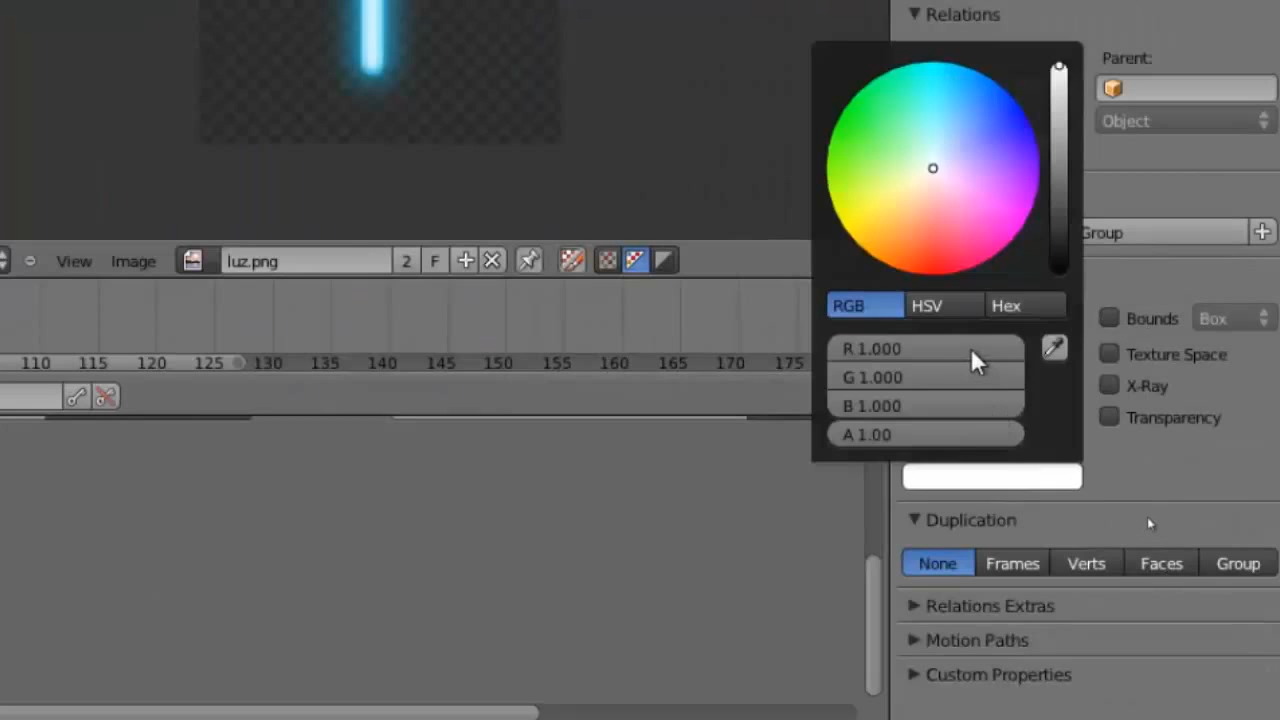 Relations
Parent:
Object
Group
View Image luz.png 2 F
RGB HSV Hex
Bounds Box
R 1.000
Texture Space
110 115 120 125 130 135 140 145 150 155 160 165 170 175
G 1.000
X-Ray
B 1.000
Transparency
A 1.00
Duplication
None Frames Verts Faces Group
Relations Extras
Motion Paths
Custom Properties